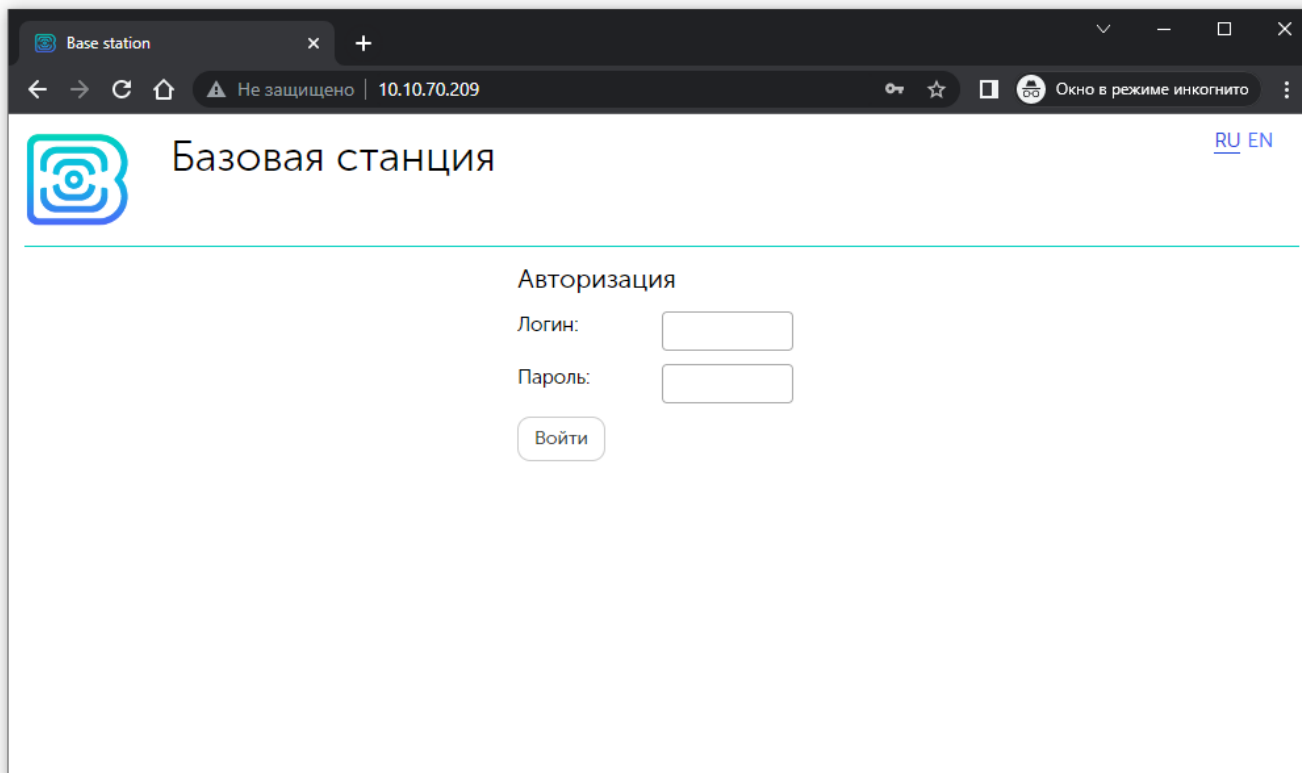 Base station
Не защищено 10.10.70.209 Окно в режиме инкогнито
Базовая станция
RU EN
Авторизация
Логин:
Пароль:
Войти